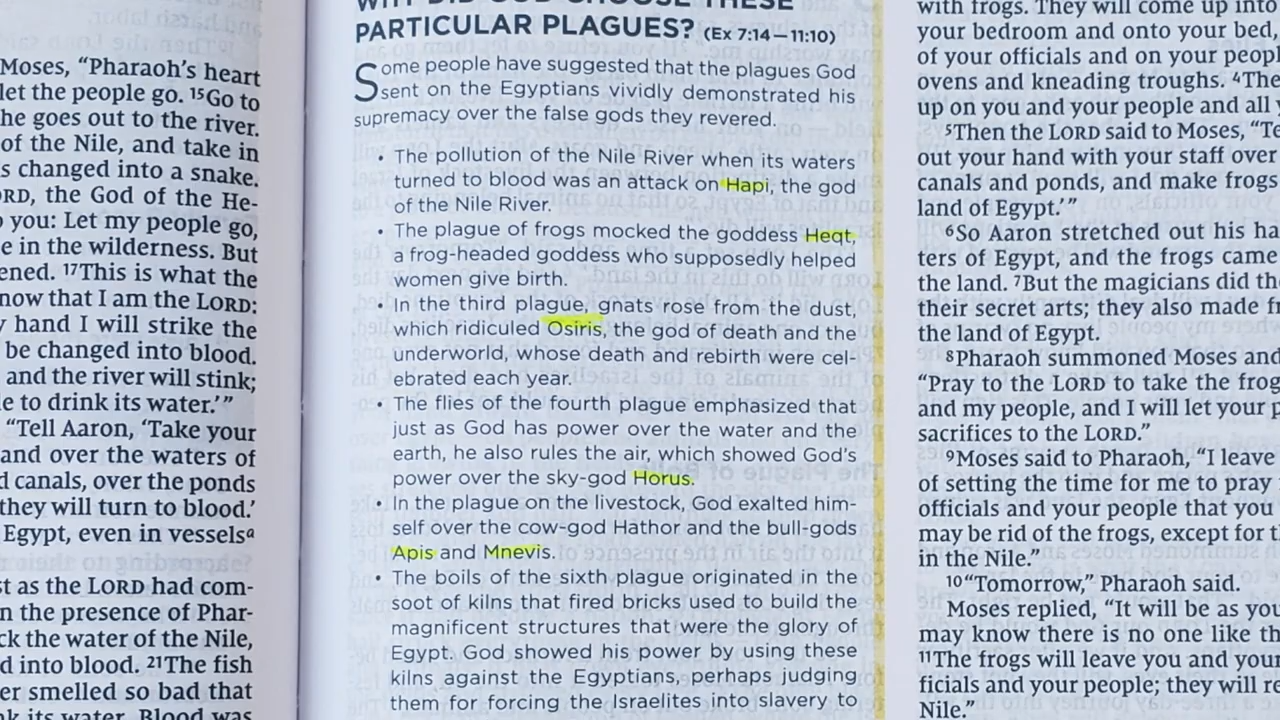 Moses, “Pharaoh's heart
let the people go. ¹⁵Go to
he goes out to the river.
of the Nile, and take in
s changed into a snake.
ORD, the God of the He-
you: Let my people go,
e in the wilderness. But
ened. ¹⁷This is what the
now that I am the LORD:
hand I will strike the
be changed into blood.
and the river will stink;
le to drink its water.’”
“Tell Aaron, ‘Take your
and over the waters of
d canals, over the ponds
they will turn to blood.’
Egypt, even in vesselsᵃ
st as the LORD had com-
n the presence of Phar-
ck the water of the Nile,
d into blood. ²¹The fish
er smelled so bad that
k its water. Blood was
WHY DID GOD CHOOSE THESE
PARTICULAR PLAGUES? (Ex 7:14–11:10)
Some people have suggested that the plagues God
sent on the Egyptians vividly demonstrated his
supremacy over the false gods they revered.
• The pollution of the Nile River when its waters
turned to blood was an attack on Hapi, the god
of the Nile River.
• The plague of frogs mocked the goddess Heqt,
a frog-headed goddess who supposedly helped
women give birth.
• In the third plague, gnats arose from the dust,
which ridiculed Osiris, the god of death and the
underworld, whose death and rebirth were cel-
ebrated each year.
• The flies of the fourth plague emphasized that
just as God has power over the water and the
earth, he also rules the air, which showed God's
power over the sky-god Horus.
• In the plague on the livestock, God exalted him-
self over the cow-god Hathor and the bull-gods
Apis and Mnevis.
• The boils of the sixth plague originated in the
soot of kilns that fired bricks used to build the
magnificent structures that were the glory of
Egypt. God showed his power by using these
kilns against the Egyptians, perhaps judging
them for forcing the Israelites into slavery to
with frogs. They will come up into
your bedroom and onto your bed,
of your officials and on your peopl
ovens and kneading troughs. ⁴The
up on you and your people and all y
⁵Then the LORD said to Moses, “Te
out your hand with your staff over
canals and ponds, and make frogs
land of Egypt.’”
⁶So Aaron stretched out his ha
ters of Egypt, and the frogs came
the land. ⁷But the magicians did th
their secret arts; they also made f
the land of Egypt.
⁸Pharaoh summoned Moses and
“Pray to the LORD to take the frog
and my people, and I will let your p
sacrifices to the LORD.”
⁹Moses said to Pharaoh, “I leave
of setting the time for me to pray
officials and your people that you
may be rid of the frogs, except for t
in the Nile.”
¹⁰“Tomorrow,” Pharaoh said.
Moses replied, “It will be as you
may know there is no one like th
¹¹The frogs will leave you and your
ficials and your people; they will re
Nile.”